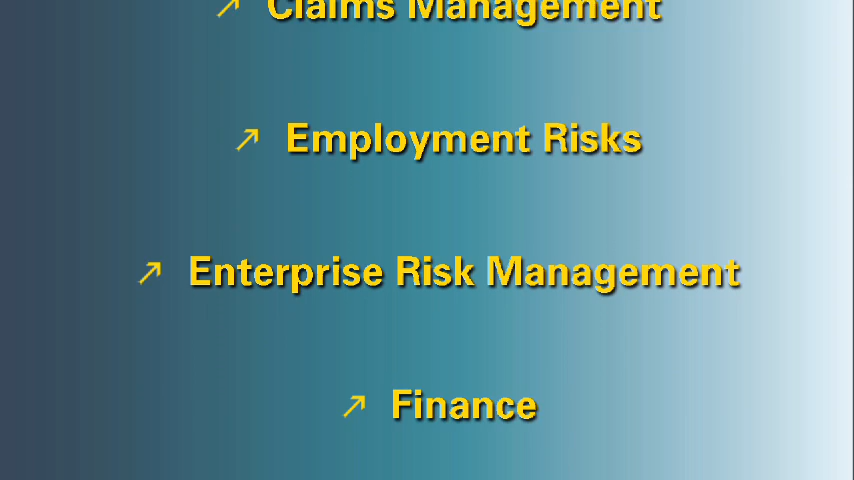 ↗ Claims Management
↗ Employment Risks
↗ Enterprise Risk Management
↗ Finance